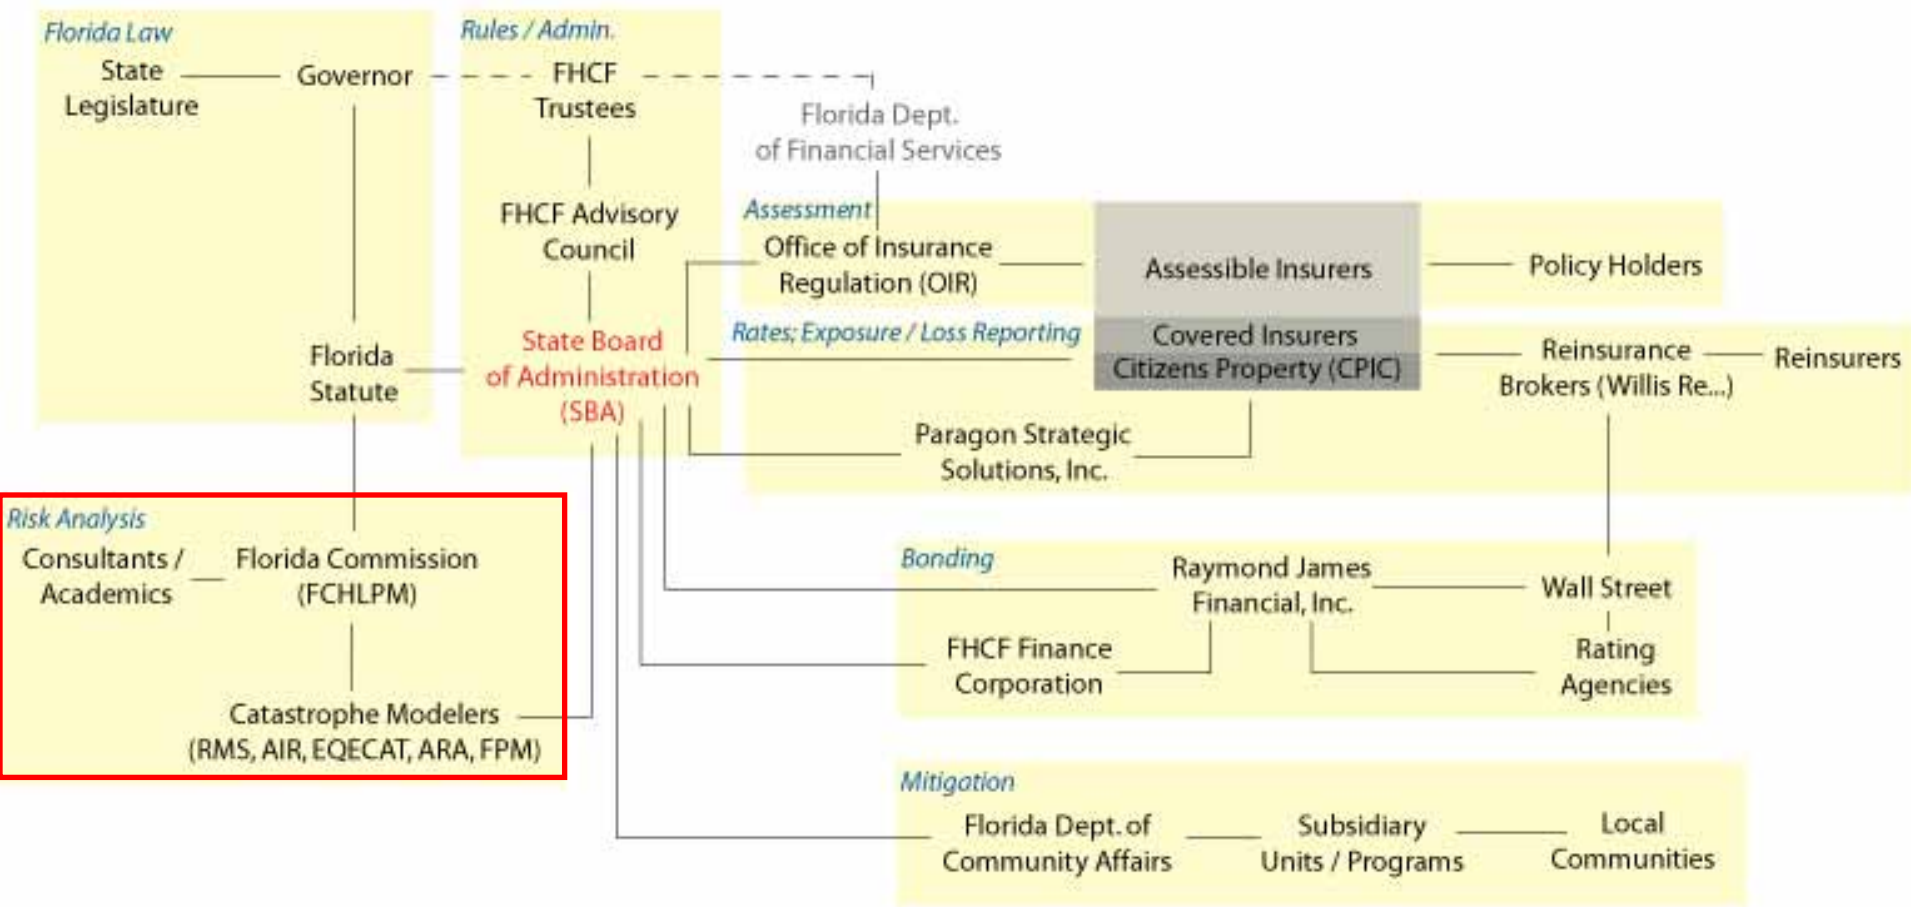 Florida Law
State
Legislature
Governor
Florida
Statute
Rules / Admin.
FHCF
Trustees
FHCF Advisory
Council
State Board
of Administration
(SBA)
Florida Dept.
of Financial Services
Assessment
Office of Insurance
Regulation (OIR)
Assessible Insurers
Policy Holders
Rates; Exposure / Loss Reporting
Covered Insurers
Citizens Property (CPIC)
Reinsurance
Brokers (Willis Re...)
Reinsurers
Paragon Strategic
Solutions, Inc.
Risk Analysis
Consultants /
Academics
Florida Commission
(FCHLPM)
Catastrophe Modelers
(RMS, AIR, EQECAT, ARA, FPM)
Bonding
Raymond James
Financial, Inc.
Wall Street
FHCF Finance
Corporation
Rating
Agencies
Mitigation
Florida Dept. of
Community Affairs
Subsidiary
Units / Programs
Local
Communities